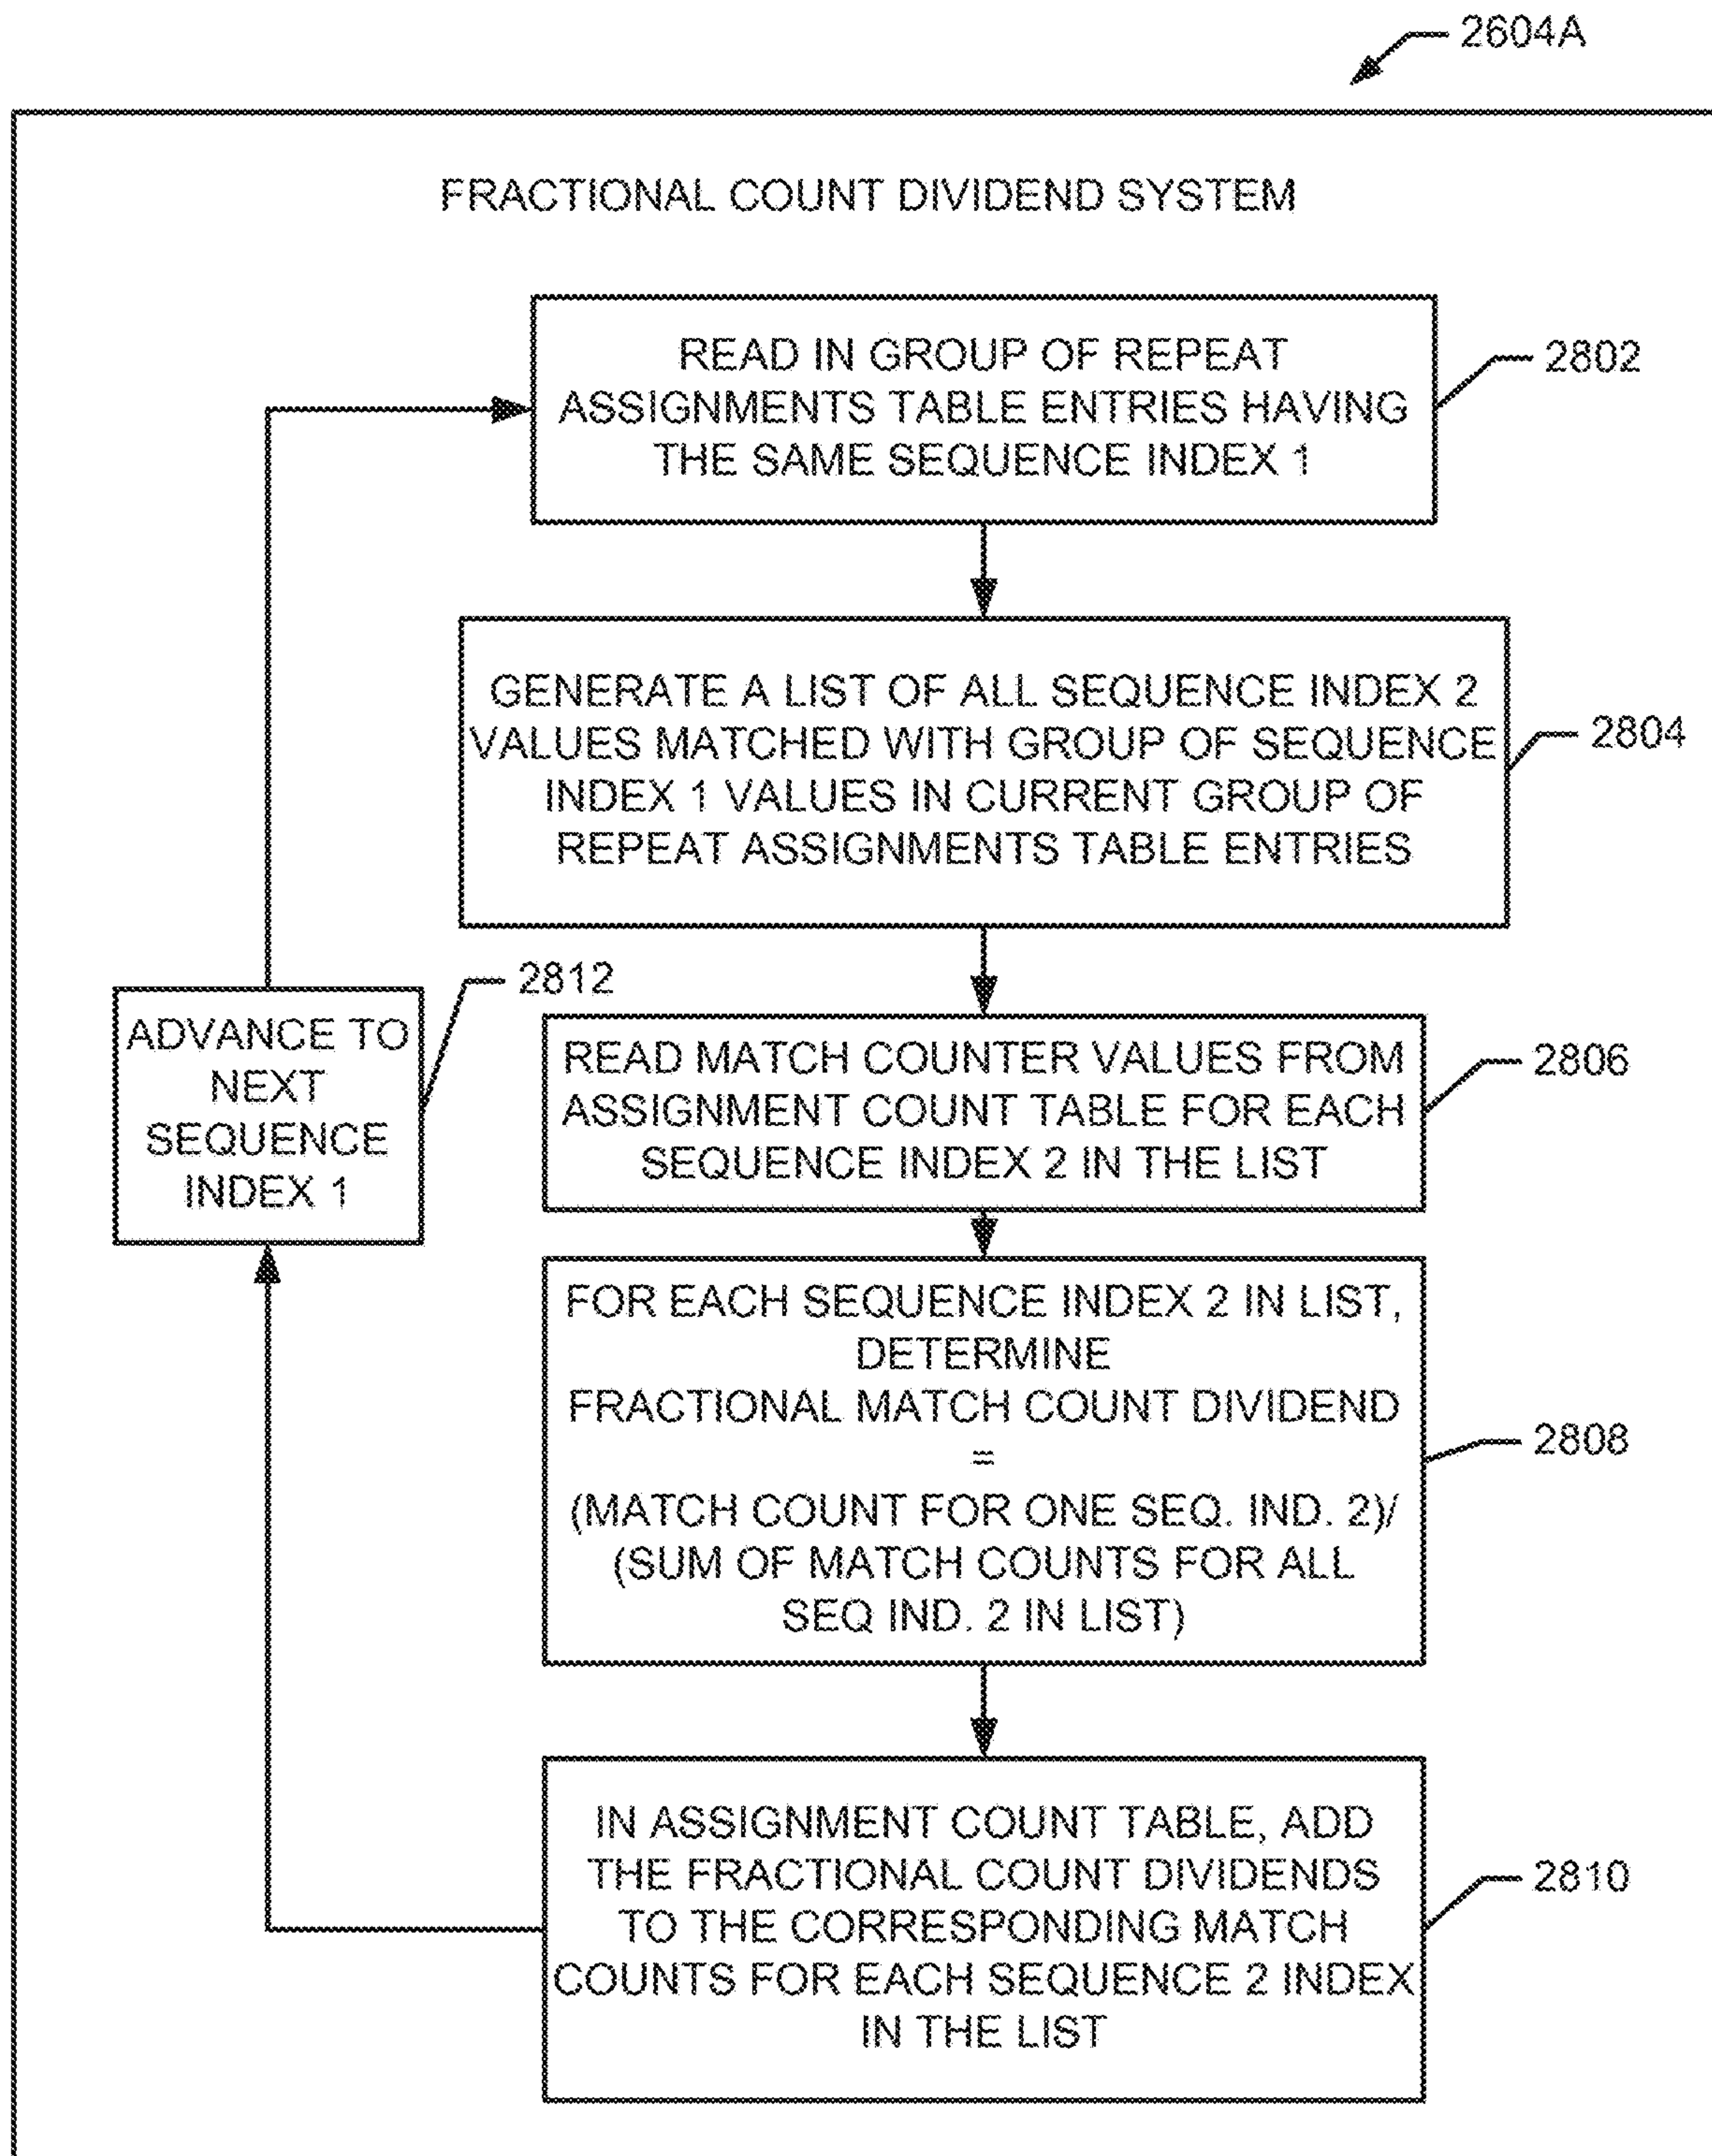 2604A
FRACTIONAL COUNT DIVIDEND SYSTEM
READ IN GROUP OF REPEAT
ASSIGNMENTS TABLE ENTRIES HAVING
THE SAME SEQUENCE INDEX 1
2802
GENERATE A LIST OF ALL SEQUENCE INDEX 2
VALUES MATCHED WITH GROUP OF SEQUENCE
INDEX 1 VALUES IN CURRENT GROUP OF
REPEAT ASSIGNMENTS TABLE ENTRIES
2804
READ MATCH COUNTER VALUES FROM
ASSIGNMENT COUNT TABLE FOR EACH
SEQUENCE INDEX 2 IN THE LIST
2806
FOR EACH SEQUENCE INDEX 2 IN LIST,
DETERMINE
FRACTIONAL MATCH COUNT DIVIDEND
=
(MATCH COUNT FOR ONE SEQ. IND. 2)/
(SUM OF MATCH COUNTS FOR ALL
SEQ IND. 2 IN LIST)
2808
IN ASSIGNMENT COUNT TABLE, ADD
THE FRACTIONAL COUNT DIVIDENDS
TO THE CORRESPONDING MATCH
COUNTS FOR EACH SEQUENCE 2 INDEX
IN THE LIST
2810
ADVANCE TO
NEXT
SEQUENCE
INDEX 1
2812